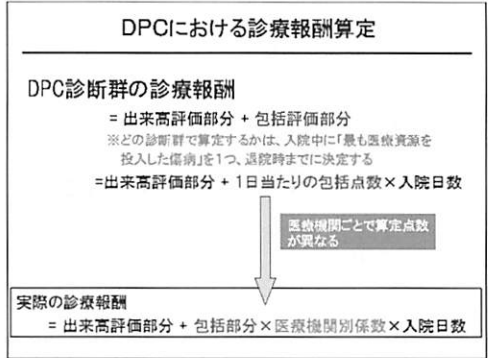 DPCにおける診療報酬算定
DPC診断群の診療報酬
= 出来高評価部分 + 包括評価部分
※どの診断群で算定するかは、入院中に「最も医療資源を
投入した傷病」を1つ、退院時までに決定する
=出来高評価部分 + 1日当たりの包括点数×入院日数
医療機関ごとで算定点数
が異なる
実際の診療報酬
= 出来高評価部分 + 包括部分×医療機関別係数×入院日数